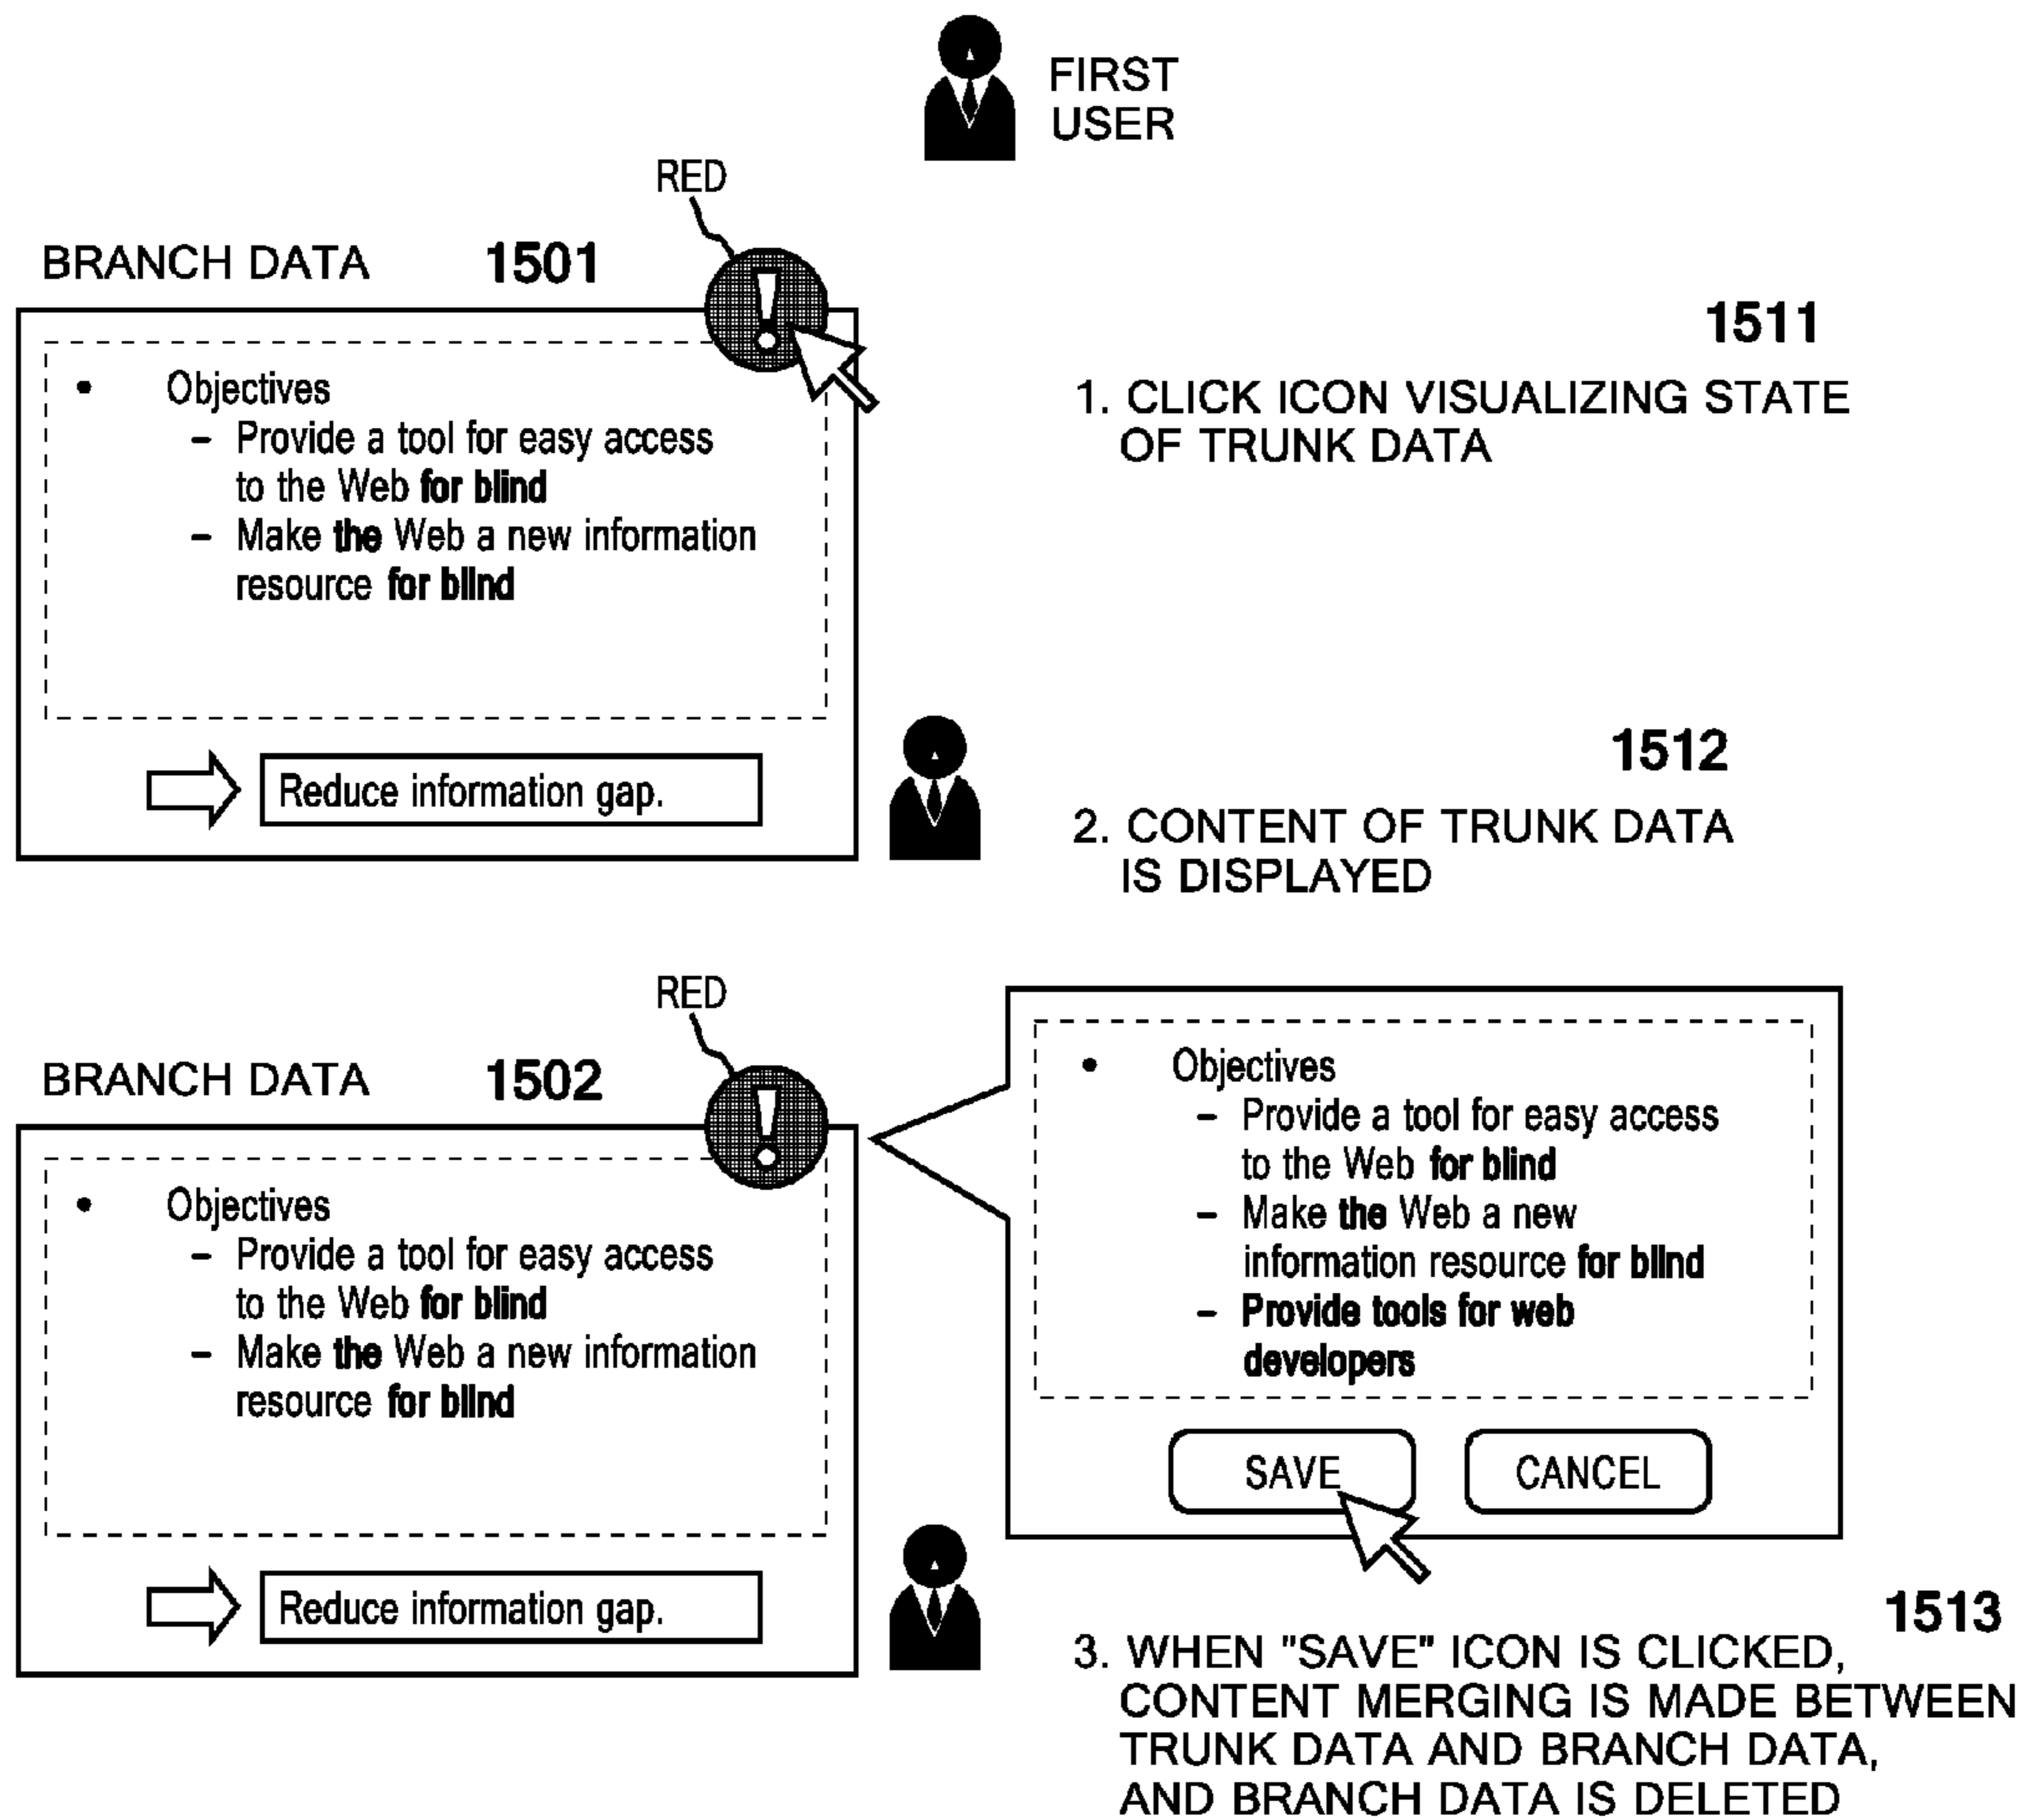 FIRST
USER
RED
BRANCH DATA 1501
• Objectives
– Provide a tool for easy access
to the Web for blind
– Make the Web a new information
resource for blind
Reduce information gap.
1511
1. CLICK ICON VISUALIZING STATE
OF TRUNK DATA
1512
2. CONTENT OF TRUNK DATA
IS DISPLAYED
RED
BRANCH DATA 1502
• Objectives
– Provide a tool for easy access
to the Web for blind
– Make the Web a new information
resource for blind
Reduce information gap.
• Objectives
– Provide a tool for easy access
to the Web for blind
– Make the Web a new
information resource for blind
– Provide tools for web
developers
SAVE CANCEL
1513
3. WHEN "SAVE" ICON IS CLICKED,
CONTENT MERGING IS MADE BETWEEN
TRUNK DATA AND BRANCH DATA,
AND BRANCH DATA IS DELETED